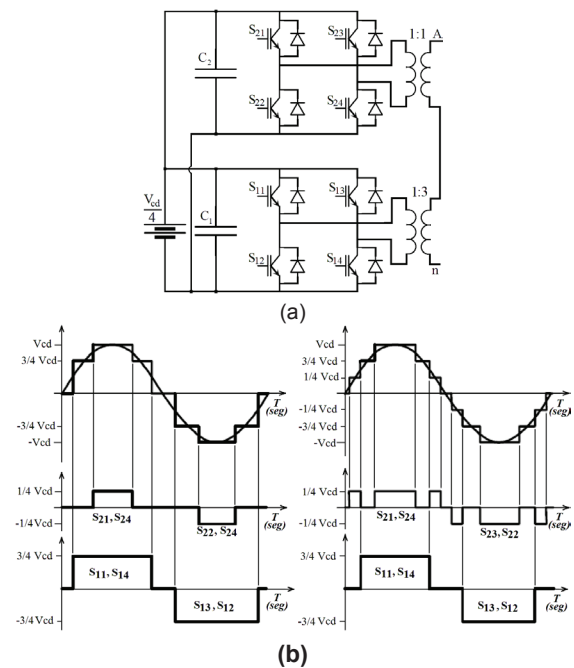 S21 S23 1:1 A
C2
S22 S24
S11 S13 1:3
Vcd
4
C1
S12 S14
n
(a)
Vcd
3/4 Vcd
T
(seg)
-3/4 Vcd
-Vcd
1/4 Vcd
-1/4 Vcd
S21, S24
S22, S24
T
(seg)
3/4 Vcd
S11, S14
T
(seg)
S13, S12
-3/4 Vcd
Vcd
3/4 Vcd
1/4 Vcd
T
(seg)
-1/4 Vcd
-3/4 Vcd
-Vcd
1/4 Vcd
-1/4 Vcd
S21, S24
S23, S22
T
(seg)
3/4 Vcd
S11, S14
T
(seg)
S13, S12
-3/4 Vcd
(b)